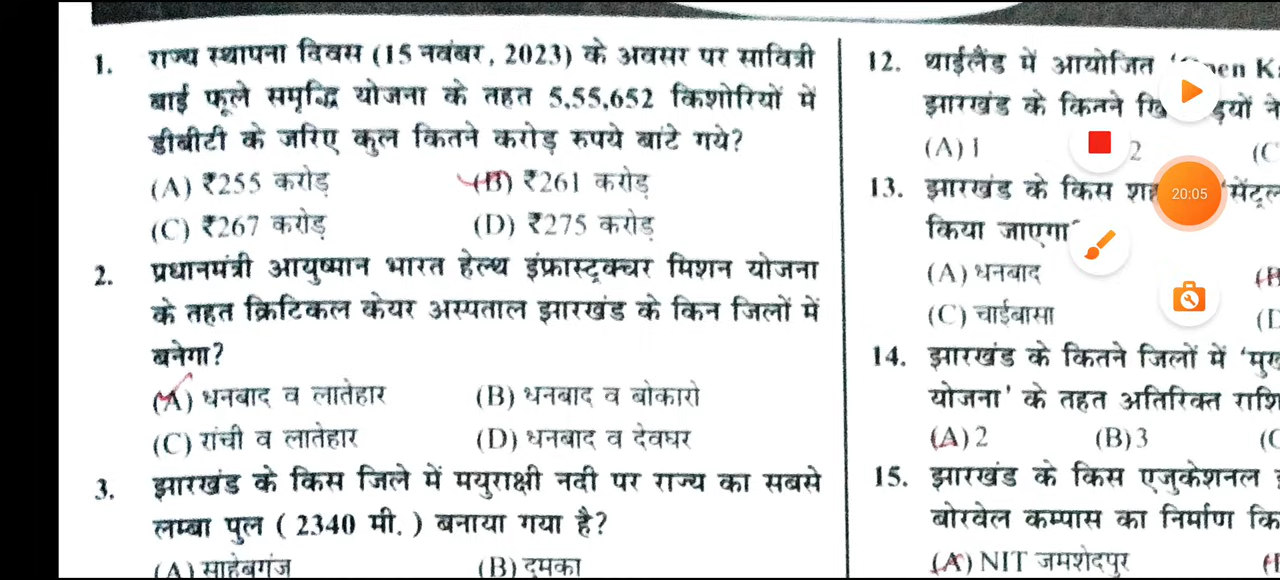 1. राज्य स्थापना दिवस (15 नवंबर, 2023) के अवसर पर सावित्री
बाई फूले समृद्धि योजना के तहत 5,55,652 किशोरियों में
डीबीटी के जरिए कुल कितने करोड़ रुपये बांटे गये?
(A) ₹255 करोड़ (B) ₹261 करोड़
(C) ₹267 करोड़ (D) ₹275 करोड़
2. प्रधानमंत्री आयुष्मान भारत हेल्थ इंफ्रास्ट्रक्चर मिशन योजना
के तहत क्रिटिकल केयर अस्पताल झारखंड के किन जिलों में
बनेगा?
(A) धनबाद व लातेहार (B) धनबाद व बोकारो
(C) रांची व लातेहार (D) धनबाद व देवघर
3. झारखंड के किस जिले में मयुराक्षी नदी पर राज्य का सबसे
लम्बा पुल ( 2340 मी. ) बनाया गया है?
(A) साहेबगंज (B) दुमका
12. थाईलैंड में आयोजित
झारखंड के कितने
(A) 1 2 (C
13. झारखंड के किस
किया जाएगा
(A) धनबाद
(C) चाईबासा
14. झारखंड के कितने जिलों में
योजना' के तहत अतिरिक्त राशि
(A) 2 (B) 3
15. झारखंड के किस एजुकेशनल
बोरवेल कम्पास का निर्माण
(A) NIT जमशेदपुर
20:05